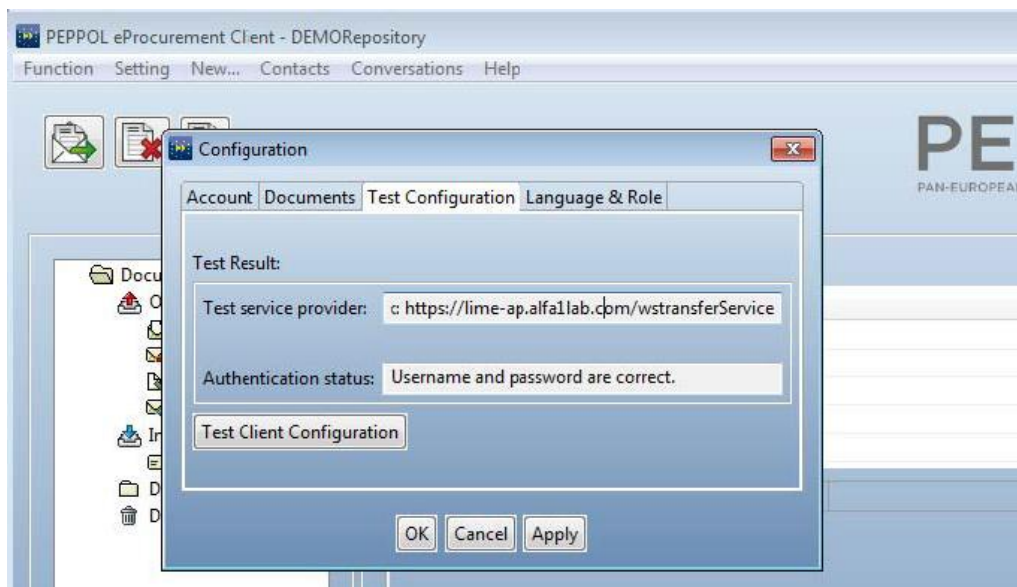 PEPPOL eProcurement Client - DEMORepository
Function Setting New... Contacts Conversations Help
PE
PAN-EUROPEA
Configuration
Account Documents Test Configuration Language & Role
Test Result:
Test service provider: c https://lime-ap.alfa1lab.com/wstransferService
Authentication status: Username and password are correct.
Test Client Configuration
OK Cancel Apply
Docu
O
In
D
D